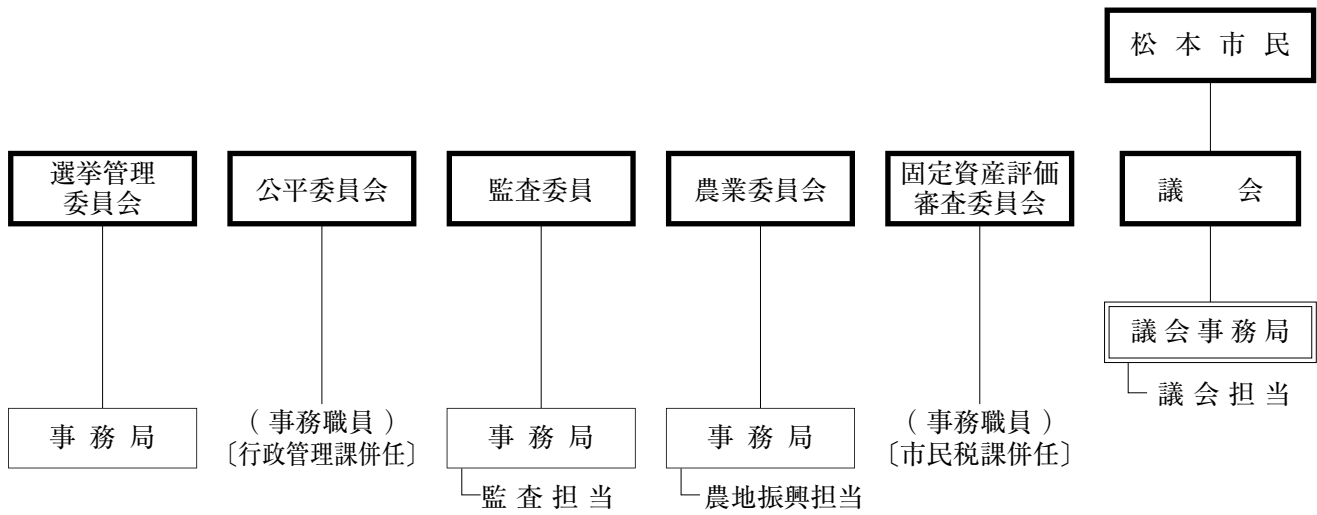 松本市民
選挙管理
委員会
公平委員会
監査委員
農業委員会
固定資産評価
審査委員会
議会
議会事務局
議会担当
事務局
（事務職員）
〔行政管理課併任〕
事務局
監査担当
事務局
農地振興担当
（事務職員）
〔市民税課併任〕